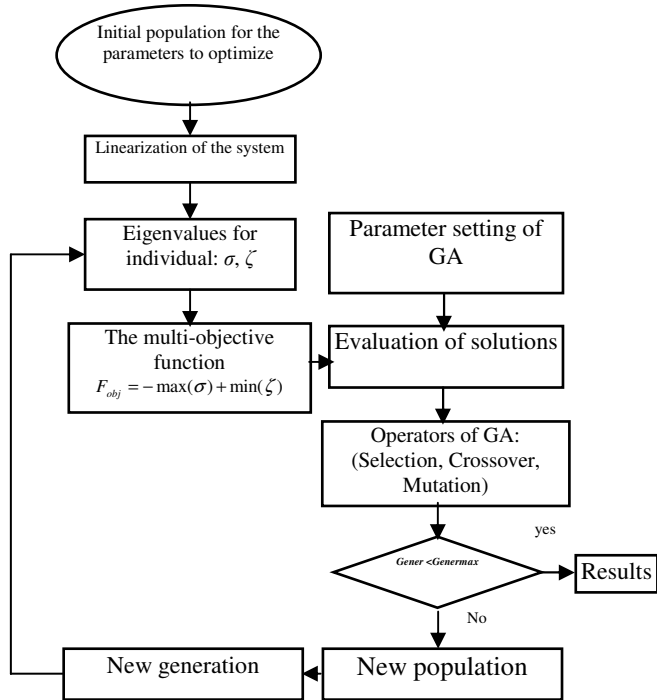 Initial population for the
parameters to optimize
Linearization of the system
Eigenvalues for
individual: σ, ζ
Parameter setting of
GA
The multi-objective
function
F_obj = −max(σ)+min(ζ)
Evaluation of solutions
Operators of GA:
(Selection, Crossover,
Mutation)
yes
Gener <Genermax
Results
No
New generation
New population